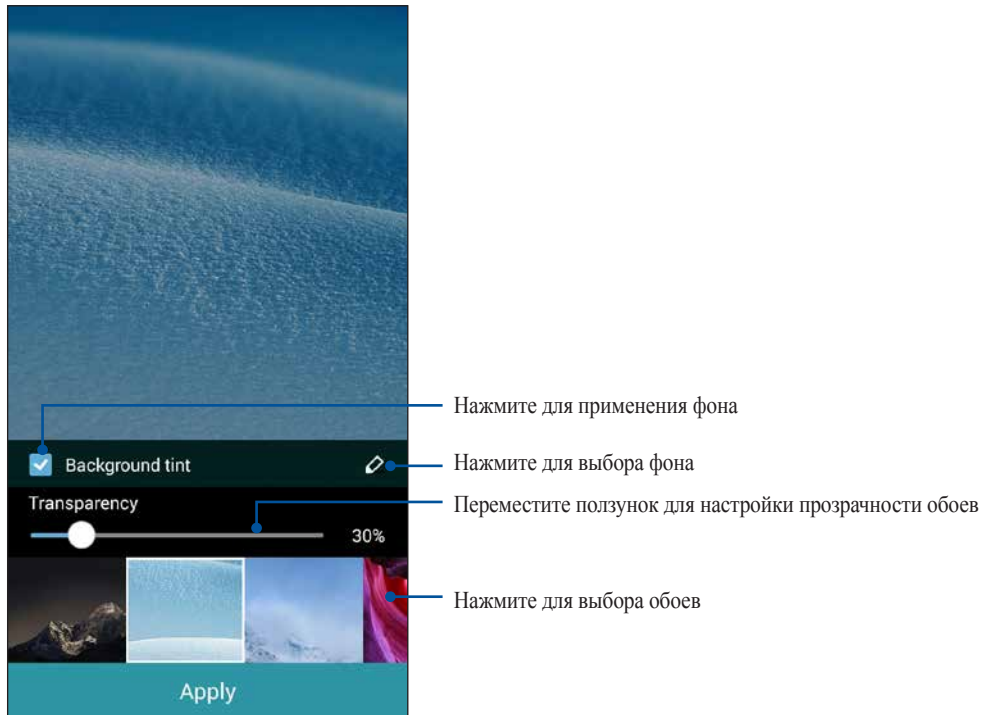 Нажмите для применения фона
Background tint
Нажмите для выбора фона
Transparency
Переместите ползунок для настройки прозрачности обоев
30%
Нажмите для выбора обоев
Apply